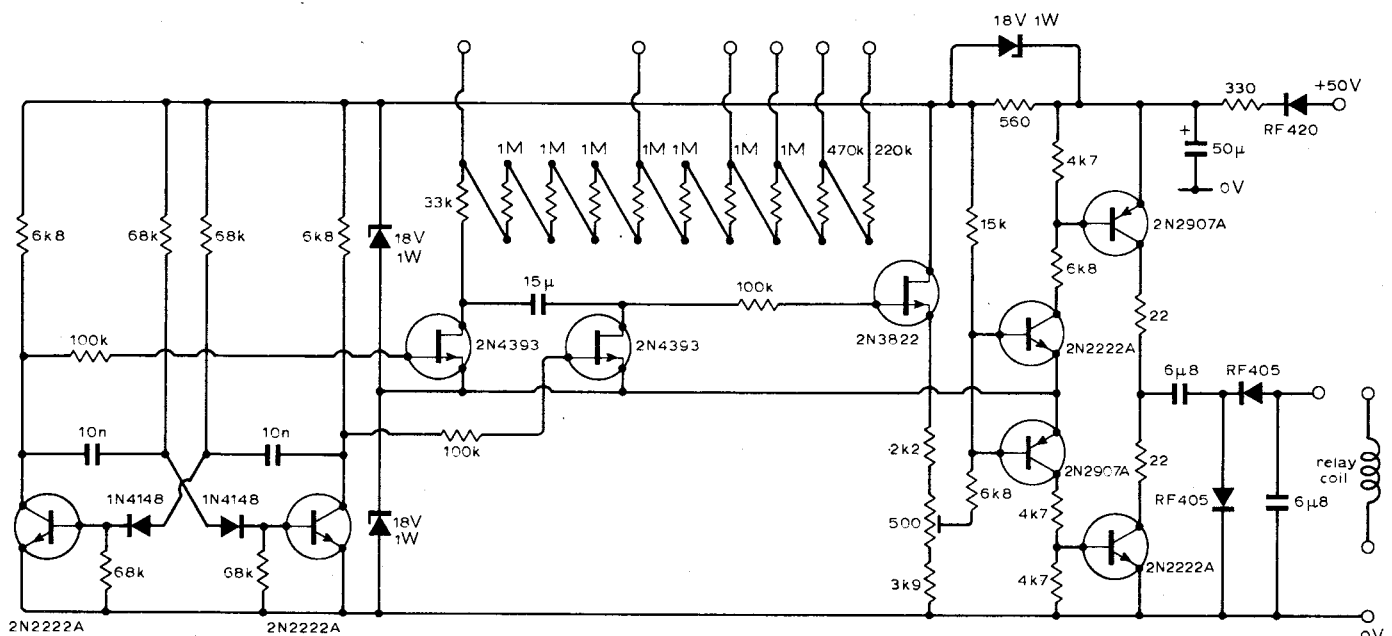 18V 1W
+50V
330
RF420
560
+
50μ
0V
1M
1M
1M
1M
1M
1M
1M
470k
220k
33k
4k7
6k8
68k
68k
6k8
18V
1W
15k
2N2907A
6k8
15μ
100k
2N4393
2N4393
2N3822
22
100k
2N2222A
6μ8
RF405
10n
10n
100k
2k2
2N2907A
22
relay
coil
1N4148
1N4148
18V
1W
6k8
500
4k7
RF405
6μ8
68k
68k
3k9
4k7
2N2222A
2N2222A
2N2222A
0V